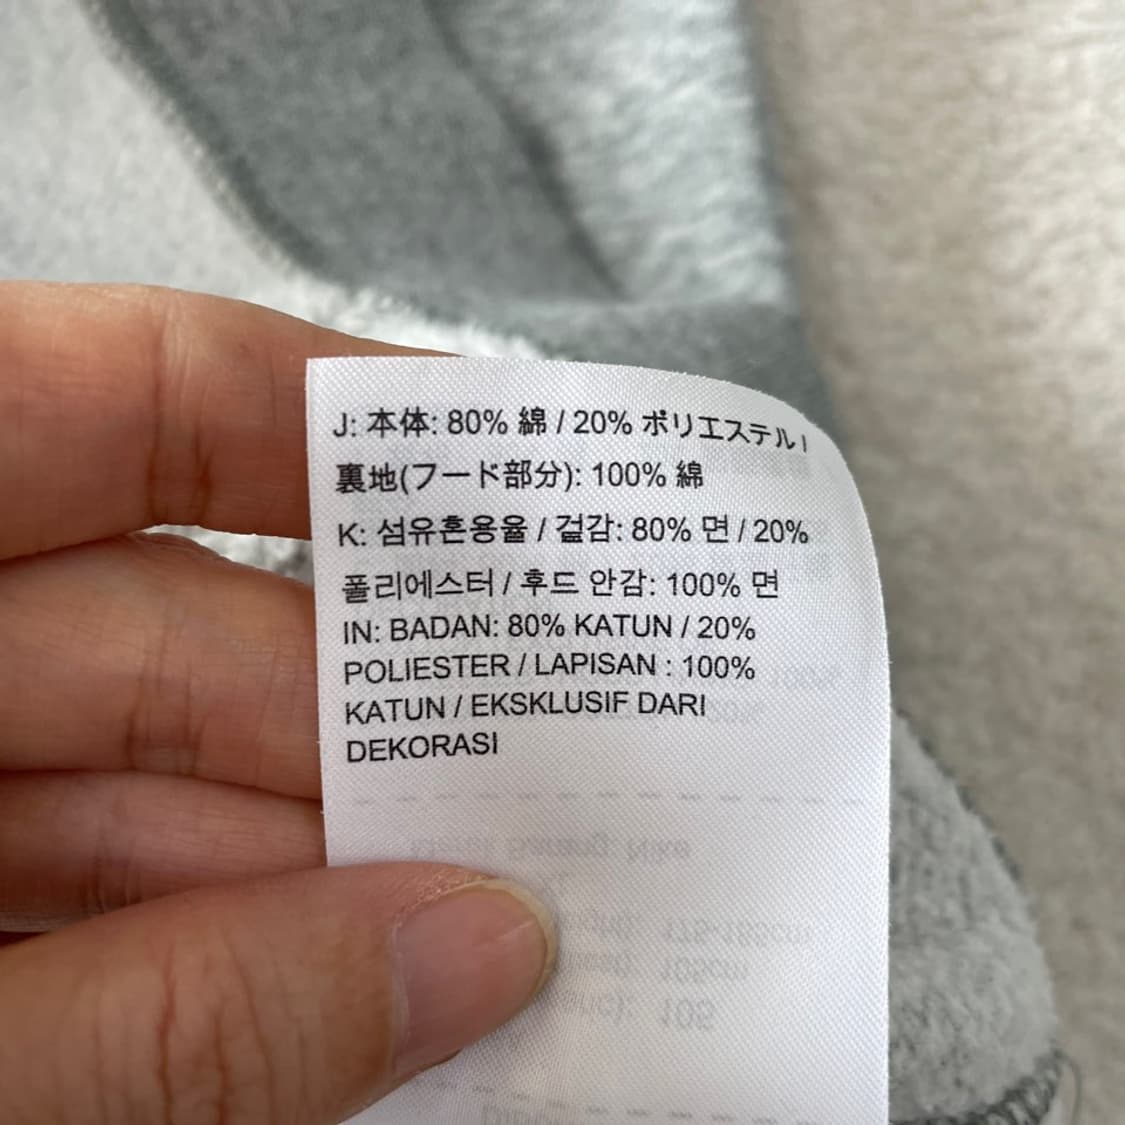 J: 本体: 80% 綿 / 20% ポリエステル /
裏地(フード部分): 100% 綿
K: 섬유혼용율 / 겉감: 80% 면 / 20%
폴리에스터 / 후드 안감: 100% 면
IN: BADAN: 80% KATUN / 20%
POLIESTER / LAPISAN : 100%
KATUN / EKSKLUSIF DARI
DEKORASI